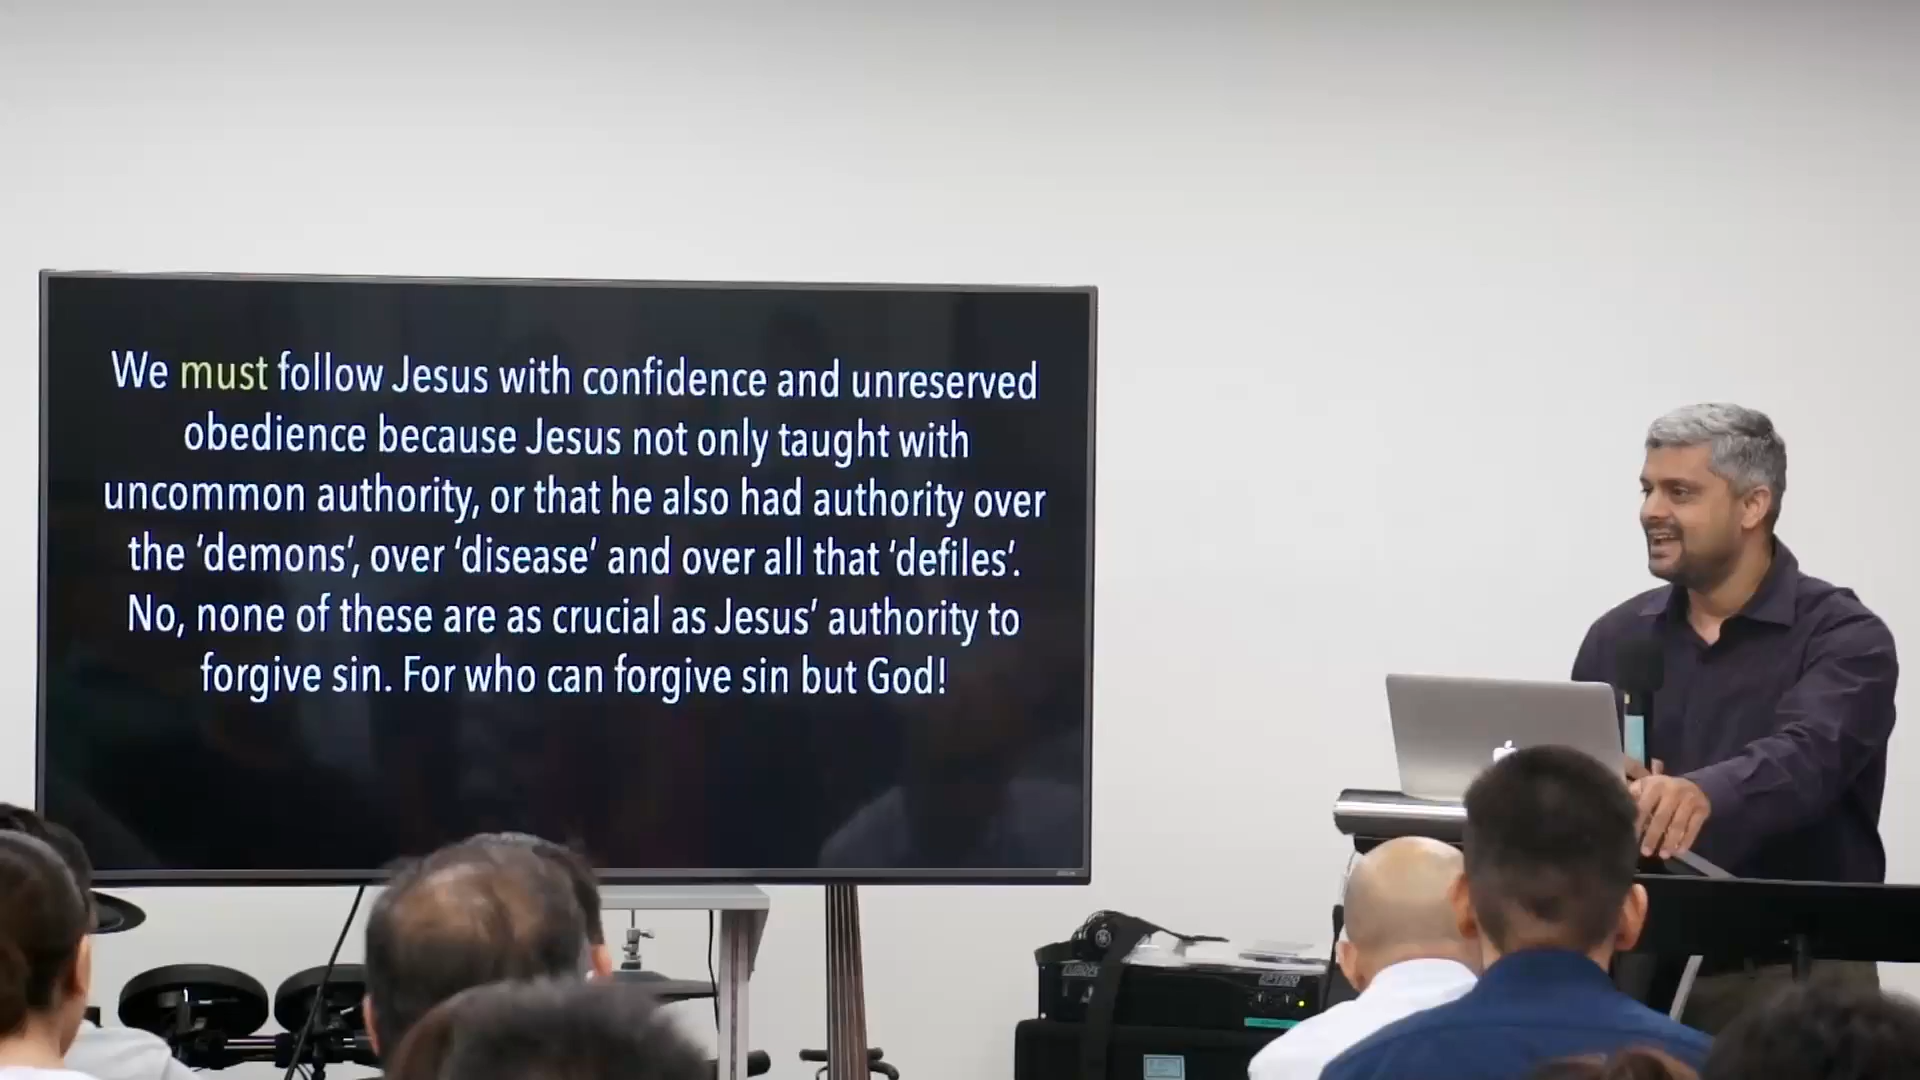 We must follow Jesus with confidence and unreserved
obedience because Jesus not only taught with
uncommon authority, or that he also had authority over
the ‘demons’, over ‘disease’ and over all that ‘defiles’.
No, none of these are as crucial as Jesus’ authority to
forgive sin. For who can forgive sin but God!